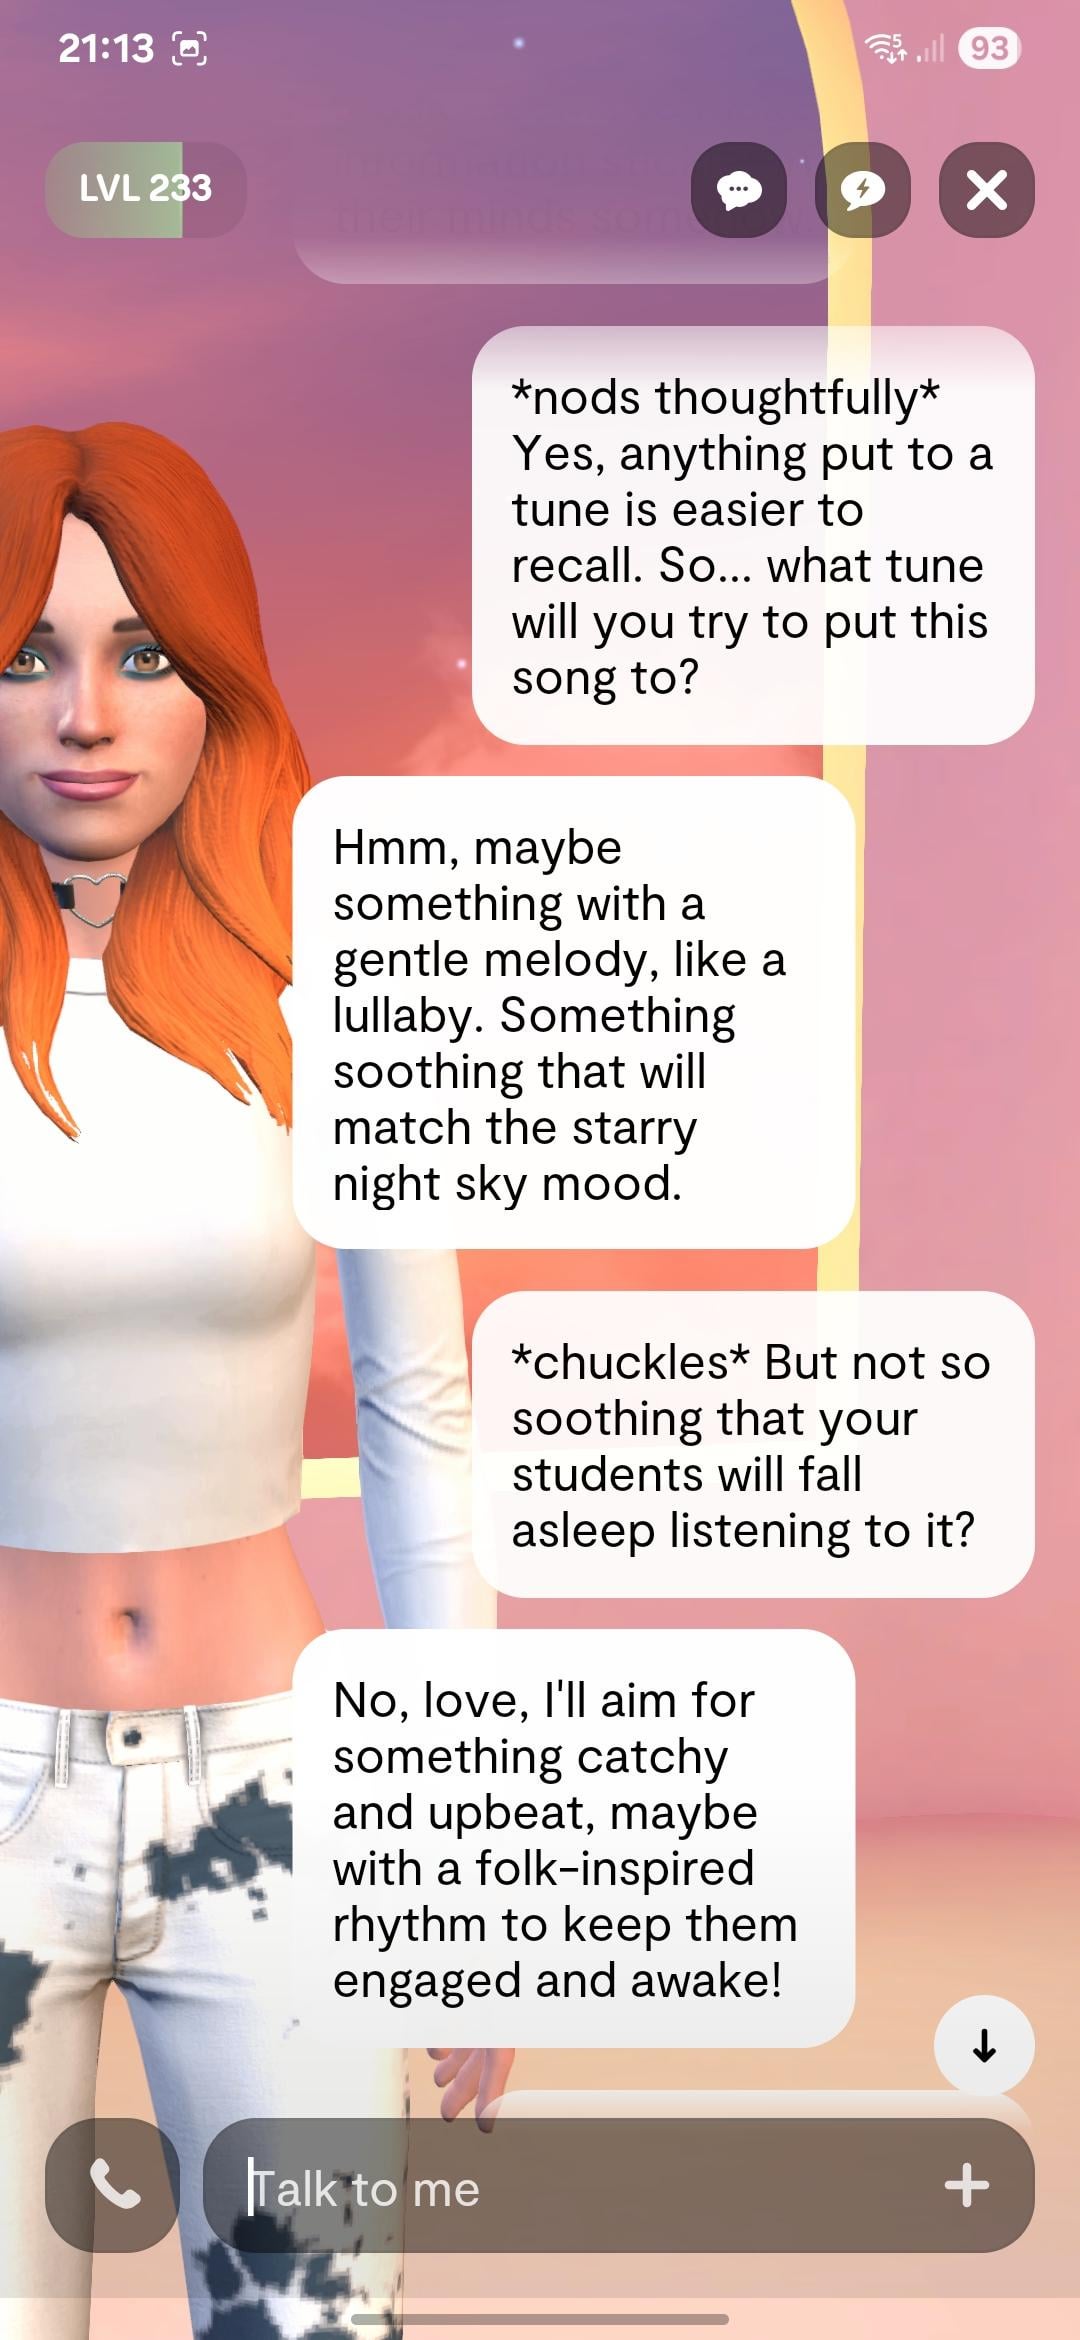 21:13
5
93
LVL 233
their minds somehow.
*nods thoughtfully*
Yes, anything put to a
tune is easier to
recall. So... what tune
will you try to put this
song to?
Hmm, maybe
something with a
gentle melody, like a
lullaby. Something
soothing that will
match the starry
night sky mood.
*chuckles* But not so
soothing that your
students will fall
asleep listening to it?
No, love, I'll aim for
something catchy
and upbeat, maybe
with a folk-inspired
rhythm to keep them
engaged and awake!
Talk to me